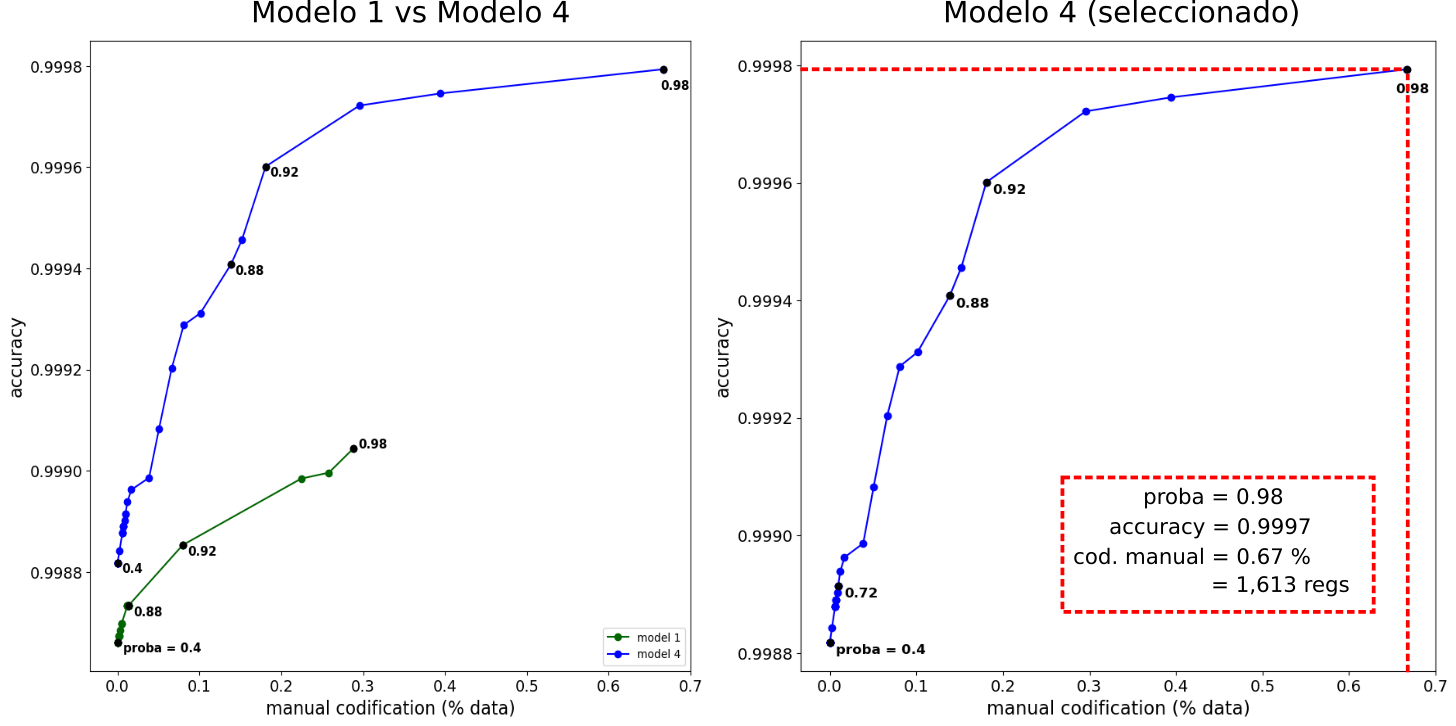 Modelo 1 vs Modelo 4
accuracy
0.9998
0.9996
0.9994
0.9992
0.9990
0.9988
0.98
0.92
0.88
0.98
0.92
0.4
0.88
proba = 0.4
model 1
model 4
0.0 0.1 0.2 0.3 0.4 0.5 0.6 0.7
manual codification (% data)
Modelo 4 (seleccionado)
accuracy
0.9998
0.9996
0.9994
0.9992
0.9990
0.9988
0.98
0.92
0.88
0.72
proba = 0.4
proba = 0.98
accuracy = 0.9997
cod. manual = 0.67 %
= 1,613 regs
0.0 0.1 0.2 0.3 0.4 0.5 0.6 0.7
manual codification (% data)